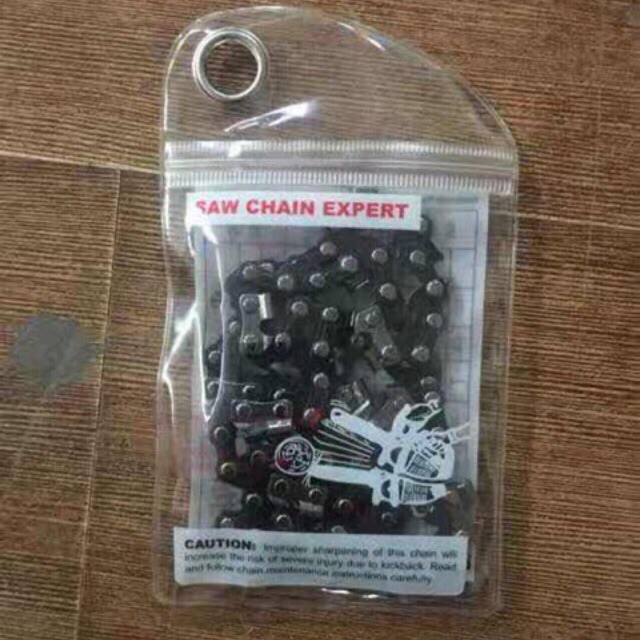 SAW CHAIN EXPERT
CAUTION: Improper sharpening of this chain will
increase the risk of severe injury due to kickback. Read
and follow chain maintenance instructions carefully.